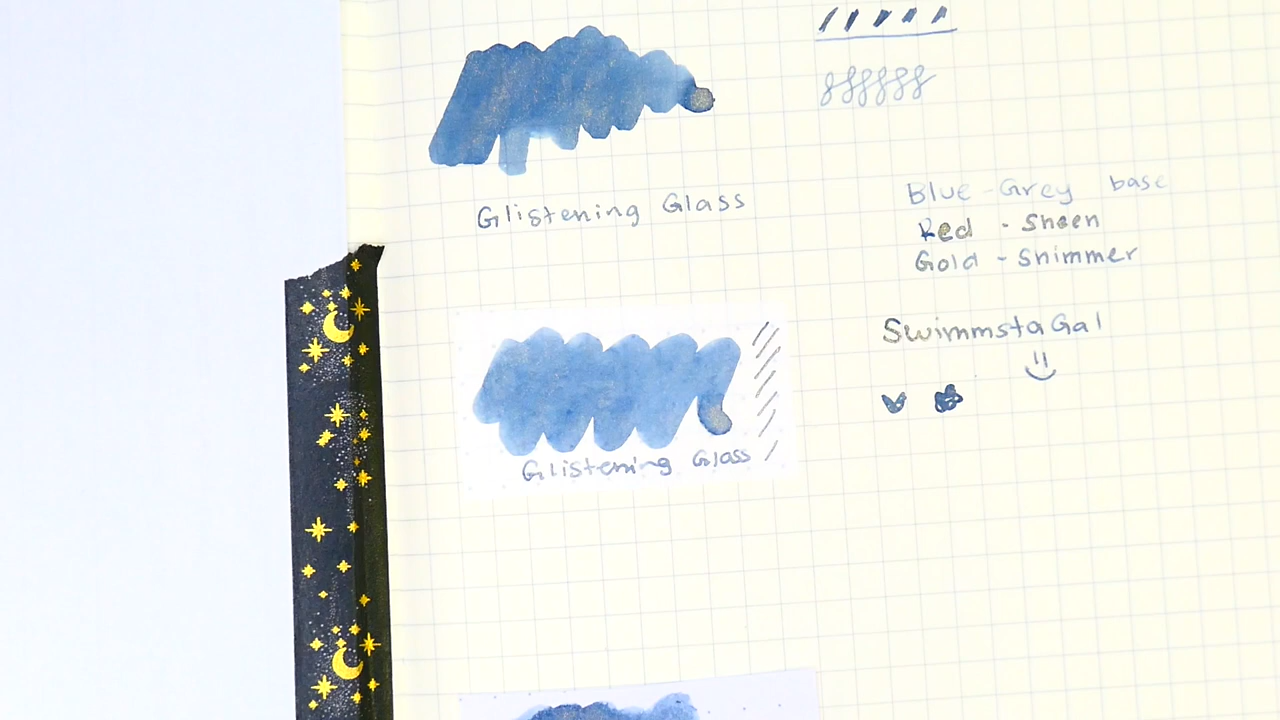 Glistening Glass
Blue-Grey base
Red - Sheen
Gold - Shimmer
SwimmstaGal
Glistening Glass